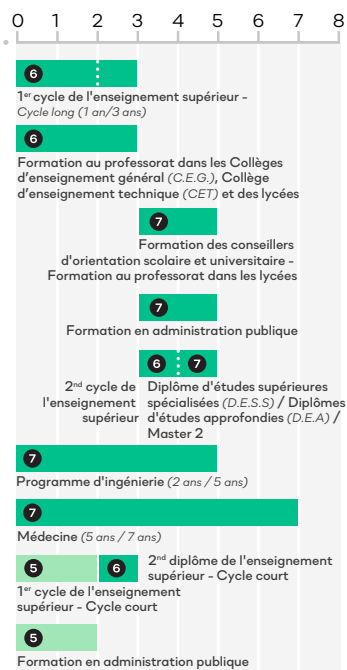 0 1 2 3 4 5 6 7 8
6
1er cycle de l'enseignement supérieur -
Cycle long (1 an/3 ans)
6
Formation au professorat dans les Collèges
d'enseignement général (C.E.G.), Collège
d'enseignement technique (CET) et des lycées
7
Formation des conseillers
d'orientation scolaire et universitaire -
Formation au professorat dans les lycées
7
Formation en administration publique
6 7
2nd cycle de
l'enseignement
supérieur
Diplôme d'études supérieures
spécialisées (D.E.S.S) / Diplômes
d'études approfondies (D.E.A) /
Master 2
7
Programme d'ingénierie (2 ans / 5 ans)
7
Médecine (5 ans / 7 ans)
5 6
2nd diplôme de l'enseignement
supérieur - Cycle court
1er cycle de l'enseignement
supérieur - Cycle court
5
Formation en administration publique